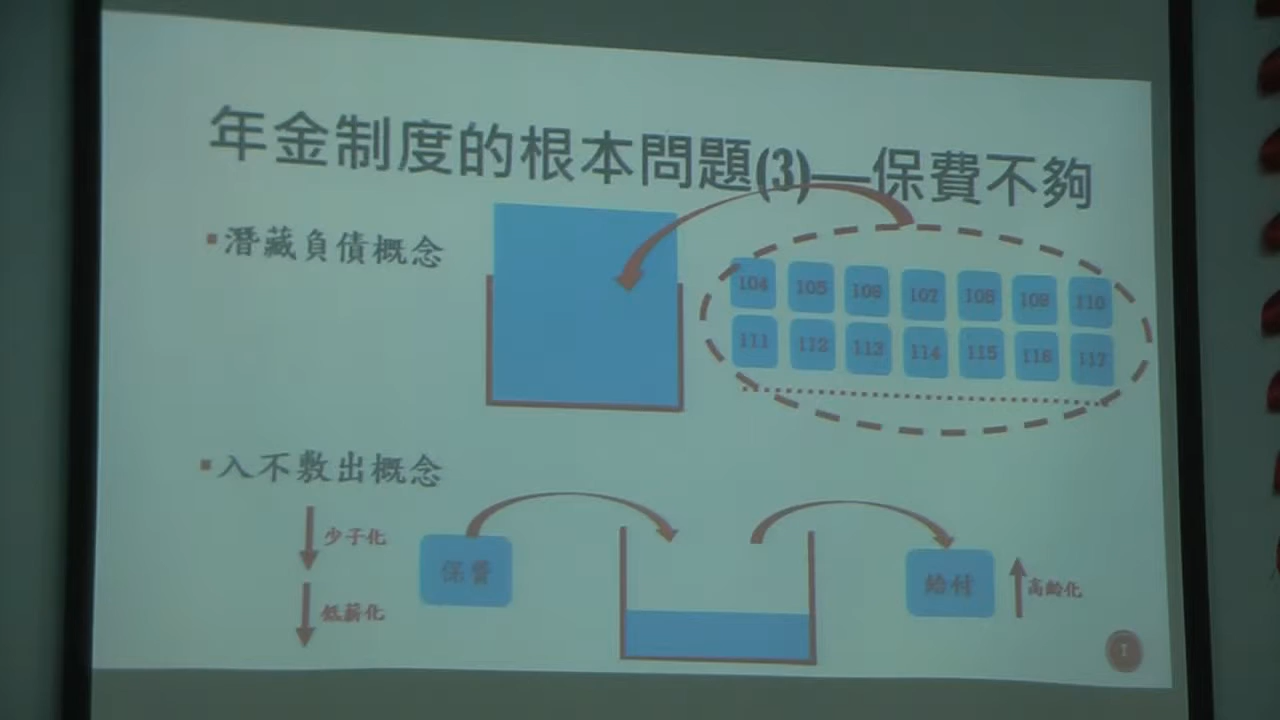 年金制度的根本問題(3)—保費不夠
▪潛藏負債概念
104 105 106 107 108 109 110
111 112 113 114 115 116 117
▪入不敷出概念
少子化
低薪化
保費
給付
高齡化